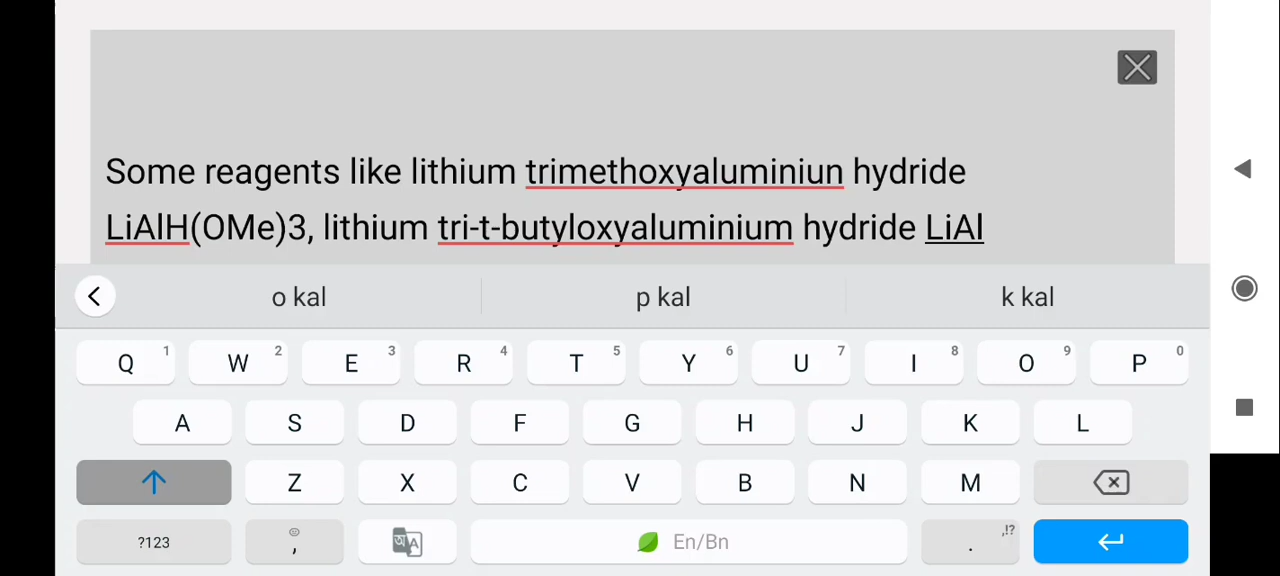 Some reagents like lithium trimethoxyaluminiun hydride
LiAlH(OMe)3, lithium tri-t-butyloxyaluminium hydride LiAl
o kal p kal k kal
Q 1 W 2 E 3 R 4 T 5 Y 6 U 7 I 8 O 9 P 0
A S D F G H J K L
Z X C V B N M
?123 , অ A En/Bn . ,!?